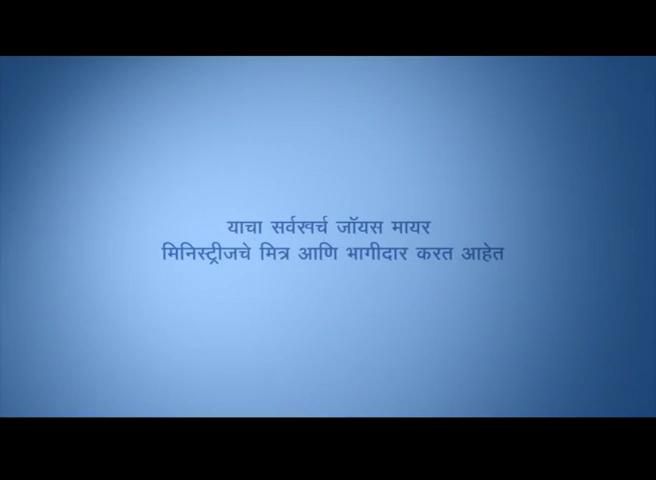 याचा सर्वखर्च जॉयस मायर
मिनिस्ट्रीजचे मित्र आणि भागीदार करत आहेत